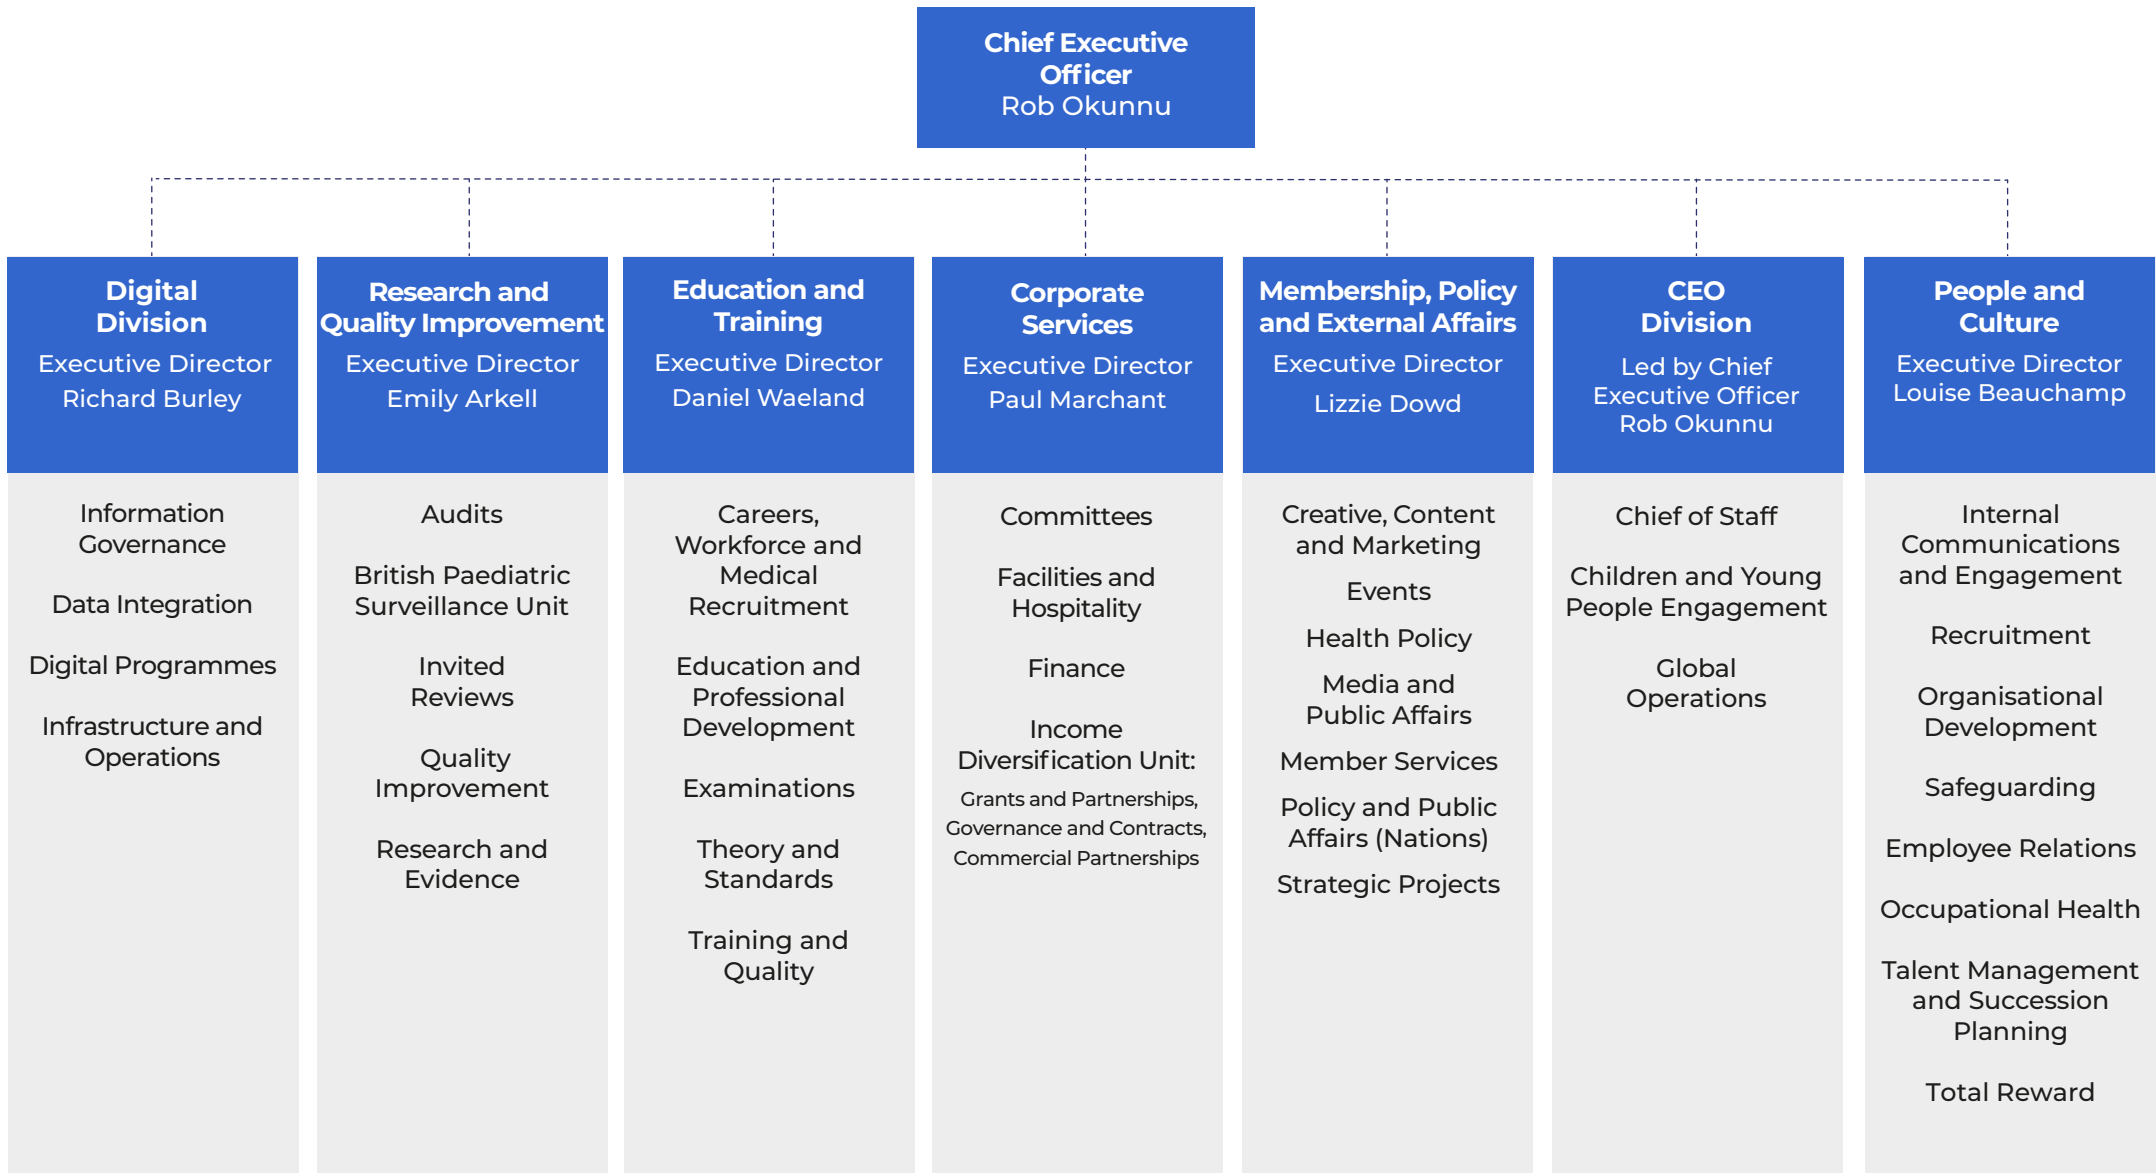 Chief Executive
Officer
Rob Okunnu
Digital
Division
Executive Director
Richard Burley
Information
Governance
Data Integration
Digital Programmes
Infrastructure and
Operations
Research and
Quality Improvement
Executive Director
Emily Arkell
Audits
British Paediatric
Surveillance Unit
Invited
Reviews
Quality
Improvement
Research and
Evidence
Education and
Training
Executive Director
Daniel Waeland
Careers,
Workforce and
Medical
Recruitment
Education and
Professional
Development
Examinations
Theory and
Standards
Training and
Quality
Corporate
Services
Executive Director
Paul Marchant
Committees
Facilities and
Hospitality
Finance
Income
Diversification Unit:
Grants and Partnerships,
Governance and Contracts,
Commercial Partnerships
Membership, Policy
and External Affairs
Executive Director
Lizzie Dowd
Creative, Content
and Marketing
Events
Health Policy
Media and
Public Affairs
Member Services
Policy and Public
Affairs (Nations)
Strategic Projects
CEO
Division
Led by Chief
Executive Officer
Rob Okunnu
Chief of Staff
Children and Young
People Engagement
Global
Operations
People and
Culture
Executive Director
Louise Beauchamp
Internal
Communications
and Engagement
Recruitment
Organisational
Development
Safeguarding
Employee Relations
Occupational Health
Talent Management
and Succession
Planning
Total Reward